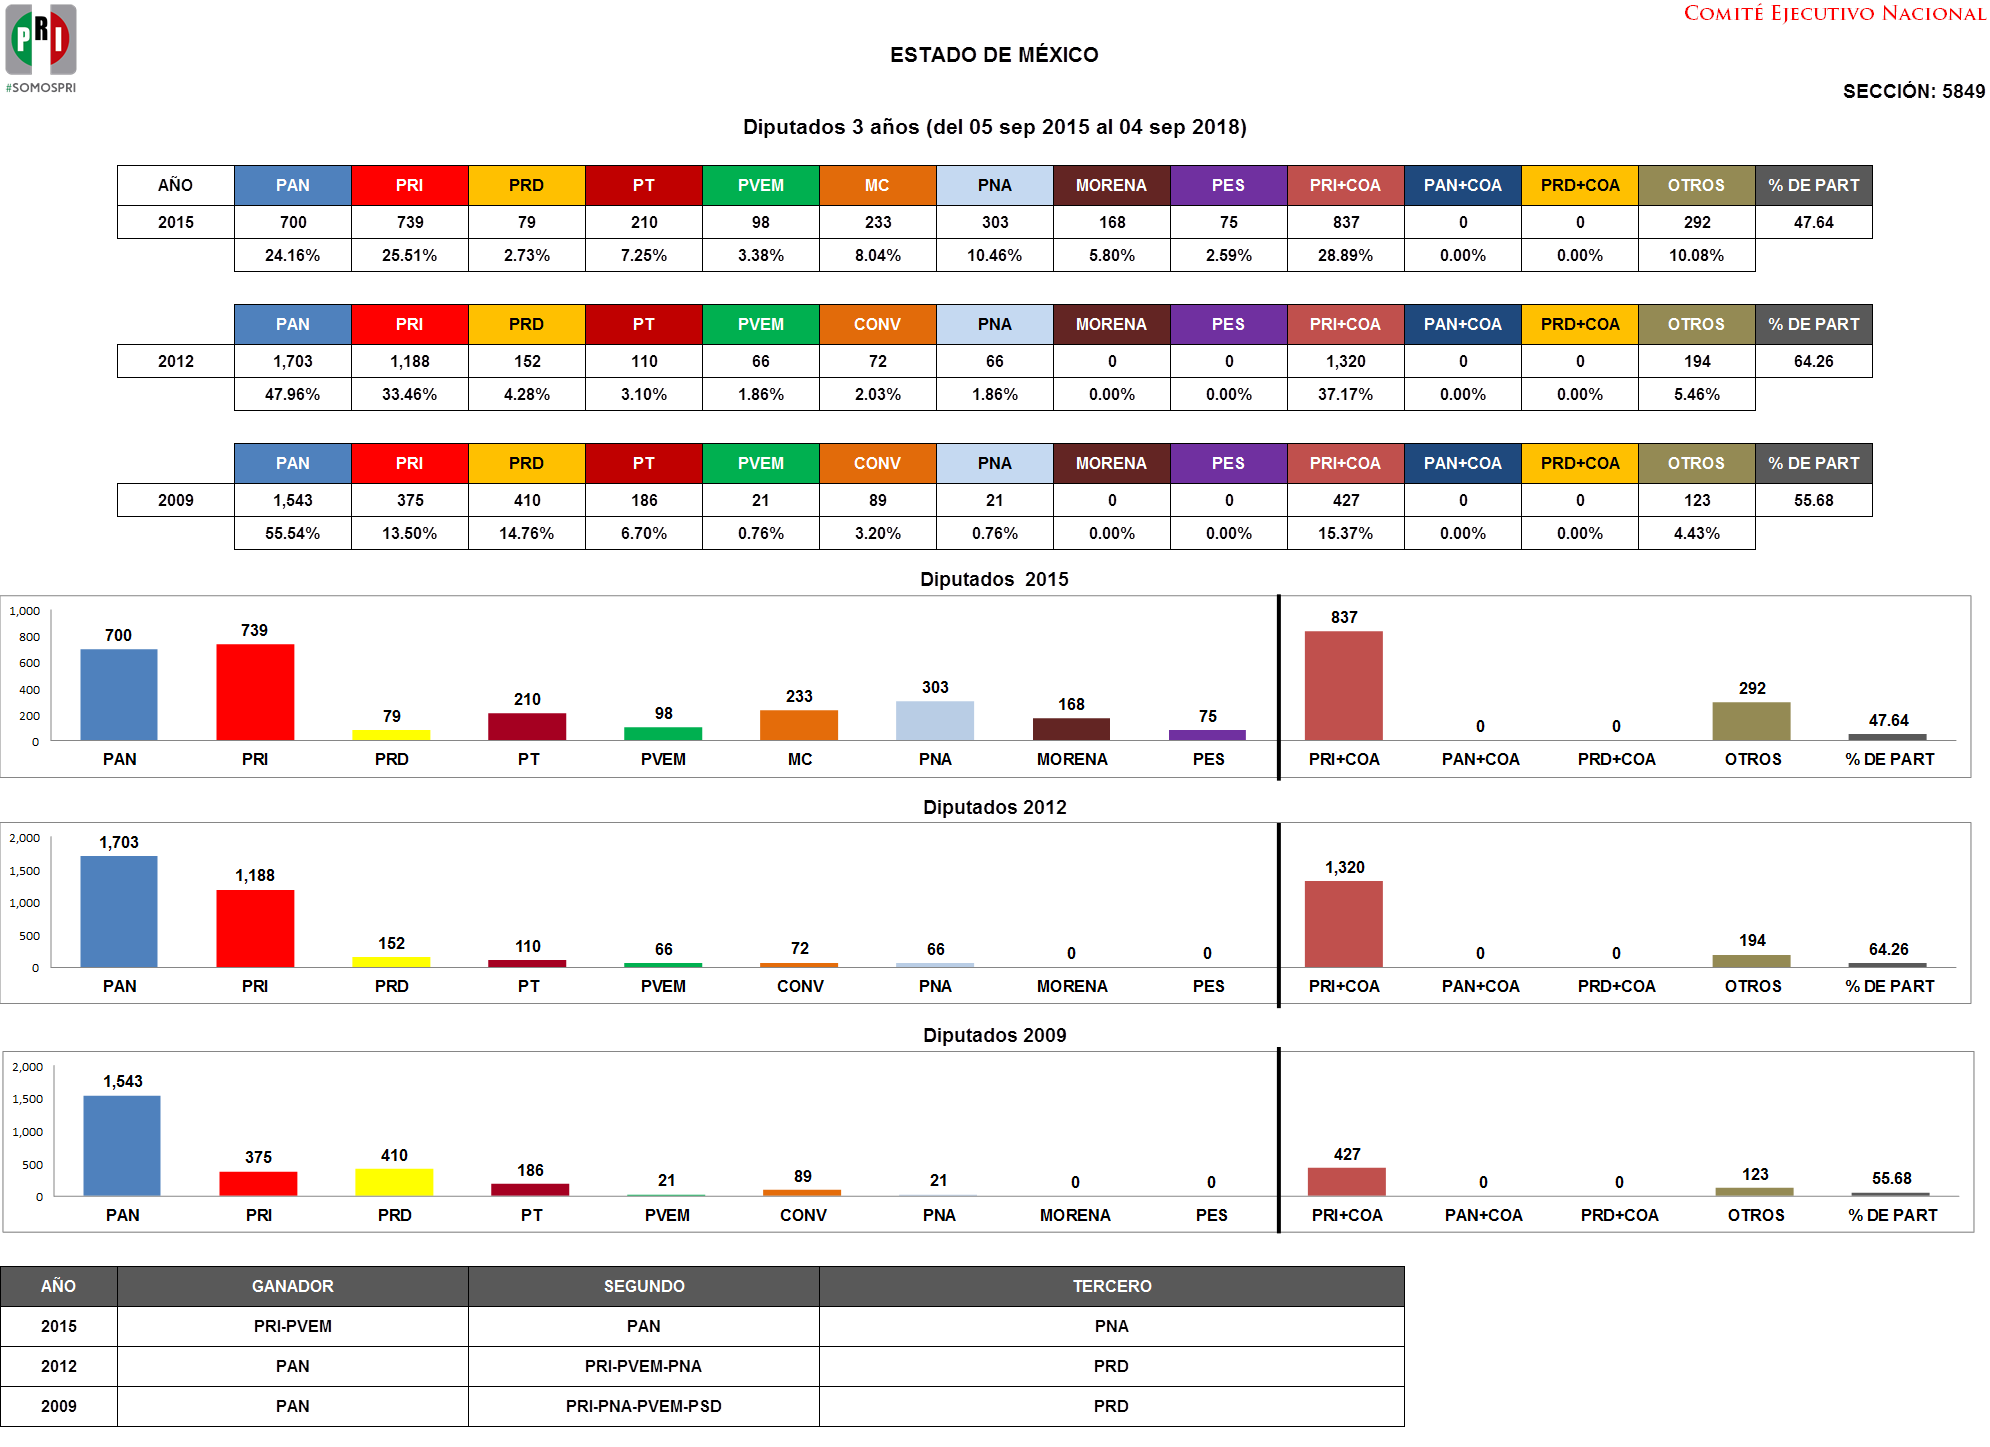 PRI
#SOMOSPRI
COMITÉ EJECUTIVO NACIONAL
ESTADO DE MÉXICO
SECCIÓN: 5849
Diputados 3 años (del 05 sep 2015 al 04 sep 2018)
AÑO PAN PRI PRD PT PVEM MC PNA MORENA PES PRI+COA PAN+COA PRD+COA OTROS % DE PART
2015 700 739 79 210 98 233 303 168 75 837 0 0 292 47.64
24.16% 25.51% 2.73% 7.25% 3.38% 8.04% 10.46% 5.80% 2.59% 28.89% 0.00% 0.00% 10.08%
PAN PRI PRD PT PVEM CONV PNA MORENA PES PRI+COA PAN+COA PRD+COA OTROS % DE PART
2012 1,703 1,188 152 110 66 72 66 0 0 1,320 0 0 194 64.26
47.96% 33.46% 4.28% 3.10% 1.86% 2.03% 1.86% 0.00% 0.00% 37.17% 0.00% 0.00% 5.46%
PAN PRI PRD PT PVEM CONV PNA MORENA PES PRI+COA PAN+COA PRD+COA OTROS % DE PART
2009 1,543 375 410 186 21 89 21 0 0 427 0 0 123 55.68
55.54% 13.50% 14.76% 6.70% 0.76% 3.20% 0.76% 0.00% 0.00% 15.37% 0.00% 0.00% 4.43%
Diputados 2015
1,000
800
600
400
200
0
700 739 79 210 98 233 303 168 75 837 0 0 292 47.64
PAN PRI PRD PT PVEM MC PNA MORENA PES PRI+COA PAN+COA PRD+COA OTROS % DE PART
Diputados 2012
2,000
1,500
1,000
500
0
1,703 1,188 152 110 66 72 66 0 0 1,320 0 0 194 64.26
PAN PRI PRD PT PVEM CONV PNA MORENA PES PRI+COA PAN+COA PRD+COA OTROS % DE PART
Diputados 2009
2,000
1,500
1,000
500
0
1,543 375 410 186 21 89 21 0 0 427 0 0 123 55.68
PAN PRI PRD PT PVEM CONV PNA MORENA PES PRI+COA PAN+COA PRD+COA OTROS % DE PART
AÑO GANADOR SEGUNDO TERCERO
2015 PRI-PVEM PAN PNA
2012 PAN PRI-PVEM-PNA PRD
2009 PAN PRI-PNA-PVEM-PSD PRD